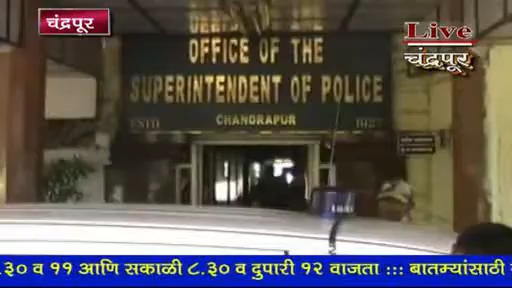 चंद्रपूर
Live
चंद्रपूर
OFFICE OF THE
SUPERINTENDENT OF POLICE
ESTD CHANDRAPUR
.३० व ११ आणि सकाळी ८.३० व दुपारी १२ वाजता ::: बातम्यांसाठी